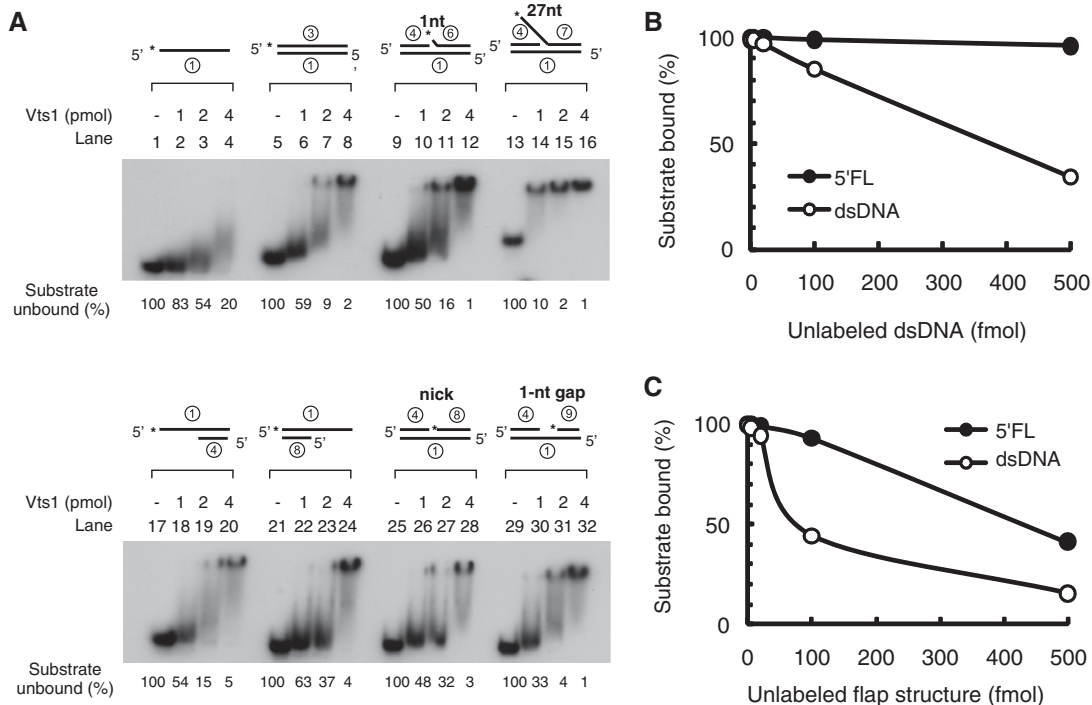 A
1nt
27nt
5' * ① 
5' * ③ ① 5'
5' ④ * ⑥ ① 5'
5' * ④ ⑦ ① 5'
Vts1 (pmol) - 1 2 4 - 1 2 4 - 1 2 4 - 1 2 4
Lane 1 2 3 4 5 6 7 8 9 10 11 12 13 14 15 16
Substrate unbound (%) 100 83 54 20 100 59 9 2 100 50 16 1 100 10 2 1
nick
1-nt gap
5' * ① ④ 5'
5' * ① ⑧ 5'
5' ④ * ⑧ ① 5'
5' ④ * ⑨ ① 5'
Vts1 (pmol) - 1 2 4 - 1 2 4 - 1 2 4 - 1 2 4
Lane 17 18 19 20 21 22 23 24 25 26 27 28 29 30 31 32
Substrate unbound (%) 100 54 15 5 100 63 37 4 100 48 32 3 100 33 4 1
B
Substrate bound (%)
100
50
0
5'FL
dsDNA
0 100 200 300 400 500
Unlabeled dsDNA (fmol)
C
Substrate bound (%)
100
50
0
5'FL
dsDNA
0 100 200 300 400 500
Unlabeled flap structure (fmol)